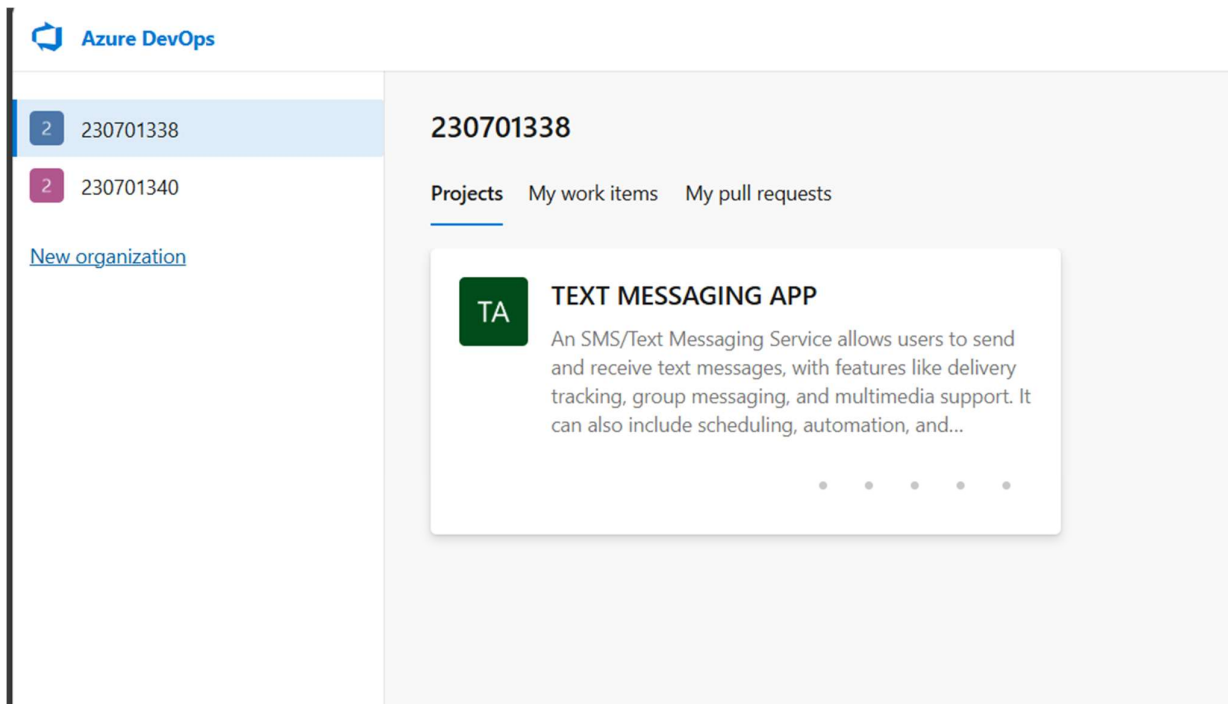 Azure DevOps
2 230701338
2 230701340
New organization
230701338
Projects My work items My pull requests
TA
TEXT MESSAGING APP
An SMS/Text Messaging Service allows users to send
and receive text messages, with features like delivery
tracking, group messaging, and multimedia support. It
can also include scheduling, automation, and...